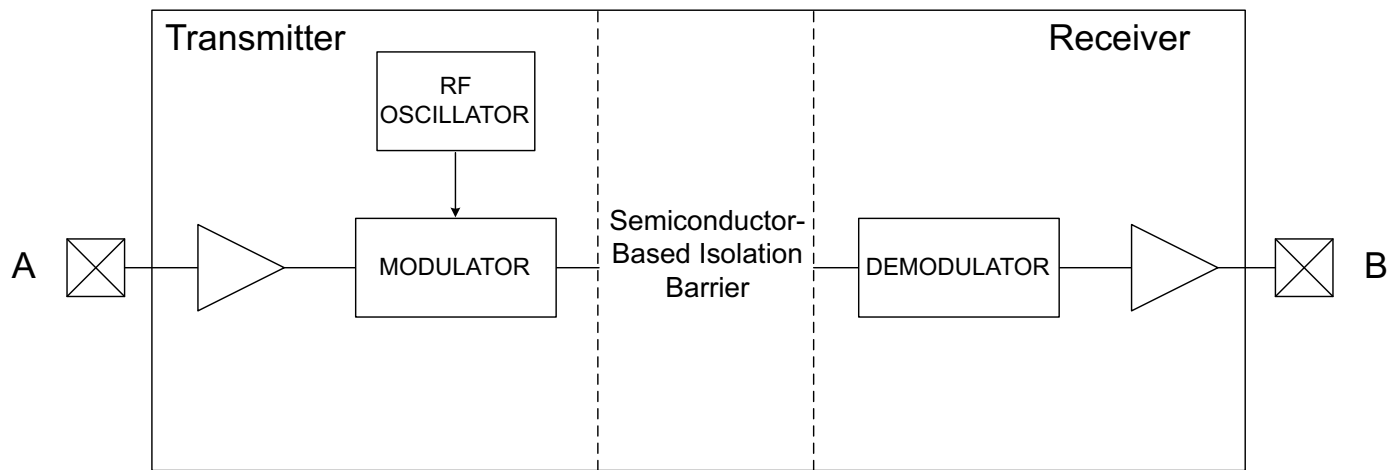 Transmitter
Receiver
RF
OSCILLATOR
A
MODULATOR
Semiconductor-
Based Isolation
Barrier
DEMODULATOR
B